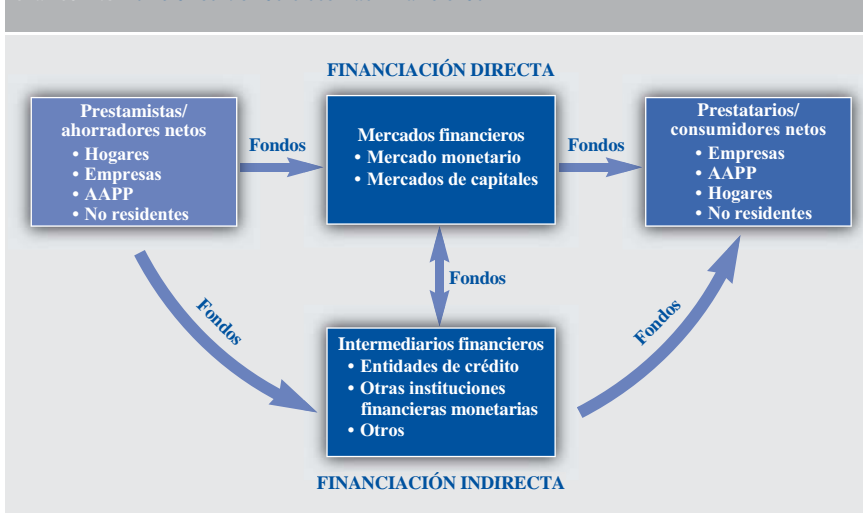 FINANCIACIÓN DIRECTA
Prestamistas/
ahorradores netos
• Hogares
• Empresas
• AAPP
• No residentes
Fondos
Mercados financieros
• Mercado monetario
• Mercados de capitales
Fondos
Prestatarios/
consumidores netos
• Empresas
• AAPP
• Hogares
• No residentes
Fondos
Fondos
Fondos
Intermediarios financieros
• Entidades de crédito
• Otras instituciones
financieras monetarias
• Otros
FINANCIACIÓN INDIRECTA